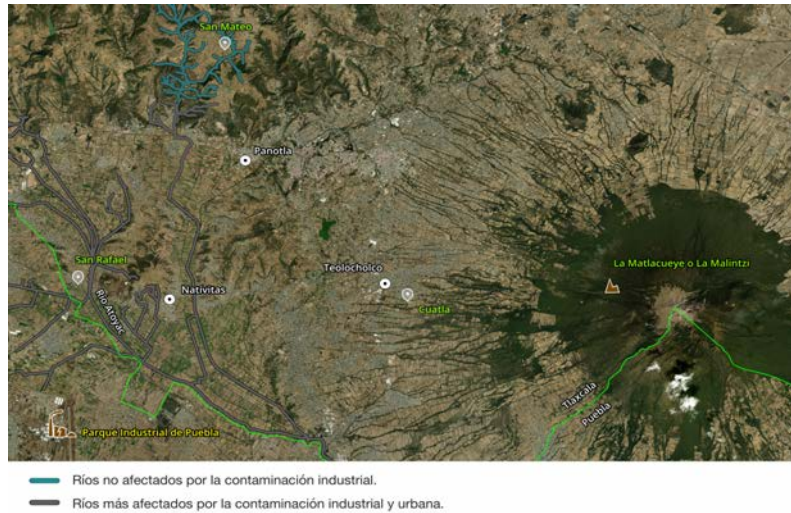 San Mateo
Panotla
San Rafael
Río Atoyac
Nativitas
Teolocholco
Cuatla
La Matlacueye o La Malintzi
Tlaxcala
Puebla
Parque Industrial de Puebla
Ríos no afectados por la contaminación industrial.
Ríos más afectados por la contaminación industrial y urbana.